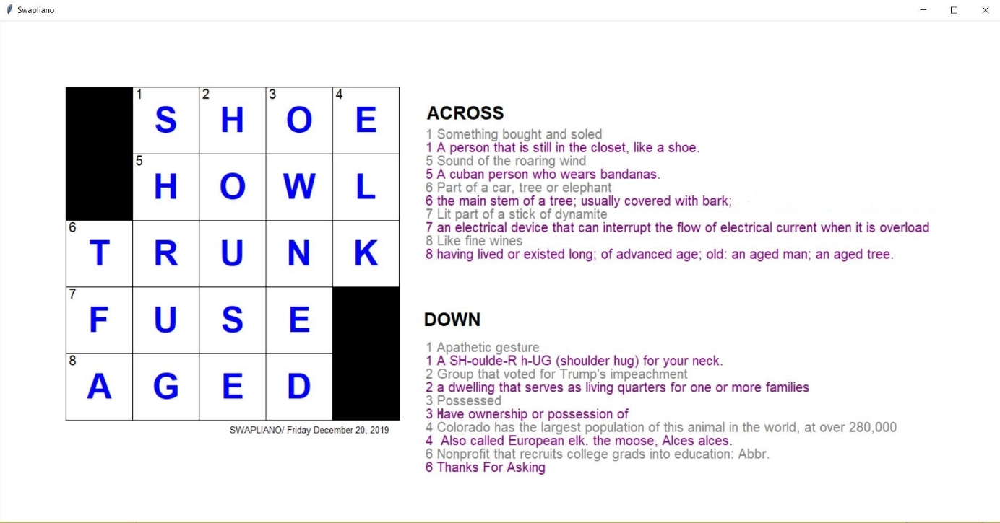 Swapliano
1 2 3 4
S H O E
5
H O W L
6
T R U N K
7
F U S E
8
A G E D
SWAPLIANO/ Friday December 20, 2019
ACROSS
1 Something bought and soled
1 A person that is still in the closet, like a shoe.
5 Sound of the roaring wind
5 A cuban person who wears bandanas.
6 Part of a car, tree or elephant
6 the main stem of a tree; usually covered with bark;
7 Lit part of a stick of dynamite
7 an electrical device that can interrupt the flow of electrical current when it is overload
8 Like fine wines
8 having lived or existed long; of advanced age; old: an aged man; an aged tree.
DOWN
1 Apathetic gesture
1 A SH-oulde-R h-UG (shoulder hug) for your neck.
2 Group that voted for Trump's impeachment
2 a dwelling that serves as living quarters for one or more families
3 Possessed
3 Have ownership or possession of
4 Colorado has the largest population of this animal in the world, at over 280,000
4 Also called European elk. the moose, Alces alces.
6 Nonprofit that recruits college grads into education: Abbr.
6 Thanks For Asking